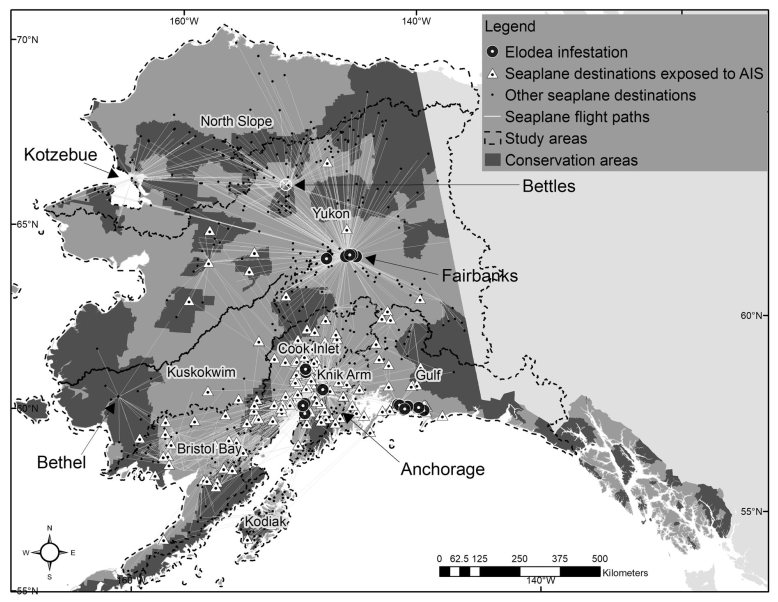 160°W
140°W
70°N
Legend
Elodea infestation
Seaplane destinations exposed to AIS
Other seaplane destinations
Seaplane flight paths
Study areas
Conservation areas
North Slope
Kotzebue
Bettles
Yukon
65°N
Fairbanks
60°N
Cook Inlet
Kuskokwim
Knik Arm
Gulf
60°N
Bristol Bay
Bethel
Anchorage
Kodiak
55°N
N
W E
S
0 62.5 125 250 375 500
Kilometers
160°W
140°W
55°N